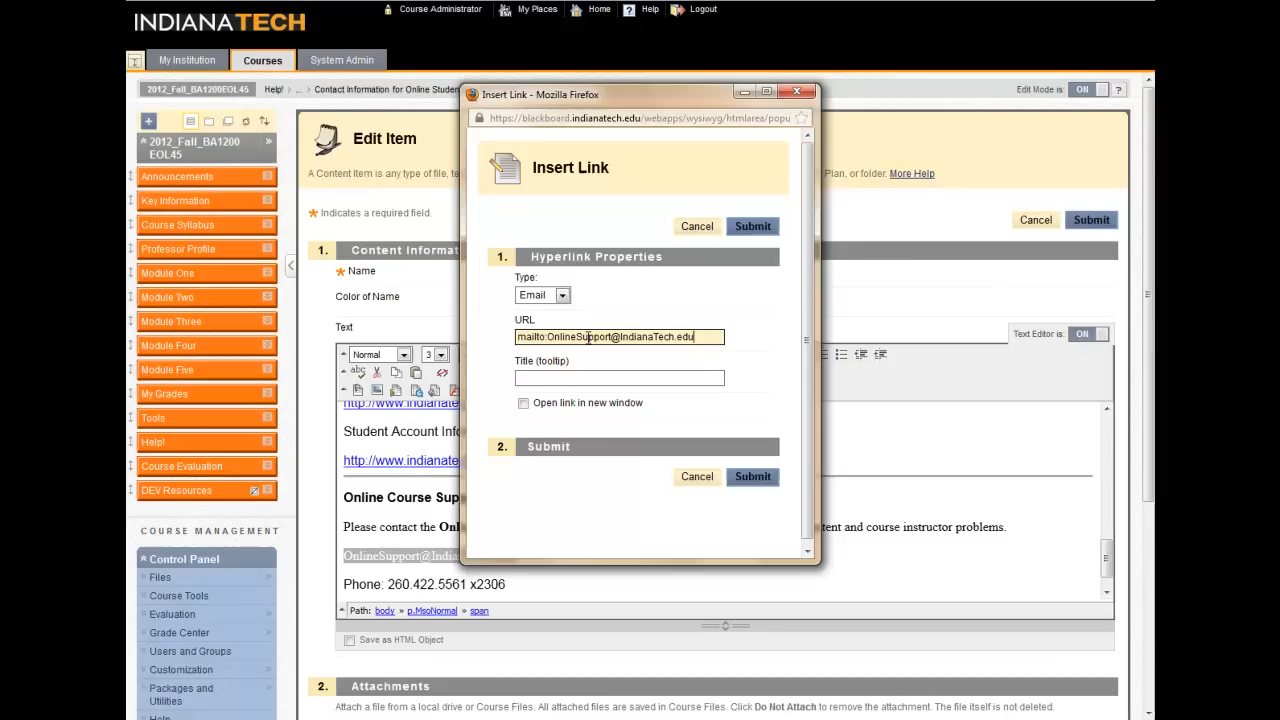 INDIANA TECH
Course Administrator My Places Home Help Logout
My Institution Courses System Admin
2012_Fall_BA1200EOL45 Help! ... Contact Information for Online Studen
Edit Mode is: ON ?
2012_Fall_BA1200
EOL45
Announcements
Key Information
Course Syllabus
Professor Profile
Module One
Module Two
Module Three
Module Four
Module Five
My Grades
Tools
Help!
Course Evaluation
DEV Resources
COURSE MANAGEMENT
Control Panel
Files
Course Tools
Evaluation
Grade Center
Users and Groups
Customization
Packages and
Utilities
Help
Edit Item
A Content Item is any type of file, te
Plan, or folder. More Help
Indicates a required field.
Cancel Submit
1. Content Informat
Name
Color of Name
Text
Text Editor is: ON
Normal 3
http://www.indianate
Student Account Info
http://www.indianate
Online Course Sup
Please contact the Onl
tent and course instructor problems.
OnlineSupport@India
Phone: 260.422.5561 x2306
Path: body » p.MsoNormal » span
Save as HTML Object
2. Attachments
Attach a file from a local drive or Course Files. All attached files are saved in Course Files. Click Do Not Attach to remove the attachment. The file itself is not deleted.
Insert Link - Mozilla Firefox
https://blackboard.indianatech.edu/webapps/wysiwyg/htmlarea/popu
Insert Link
Cancel Submit
1. Hyperlink Properties
Type:
Email
URL
mailto:OnlineSupport@IndianaTech.edu
Title (tooltip)
Open link in new window
2. Submit
Cancel Submit